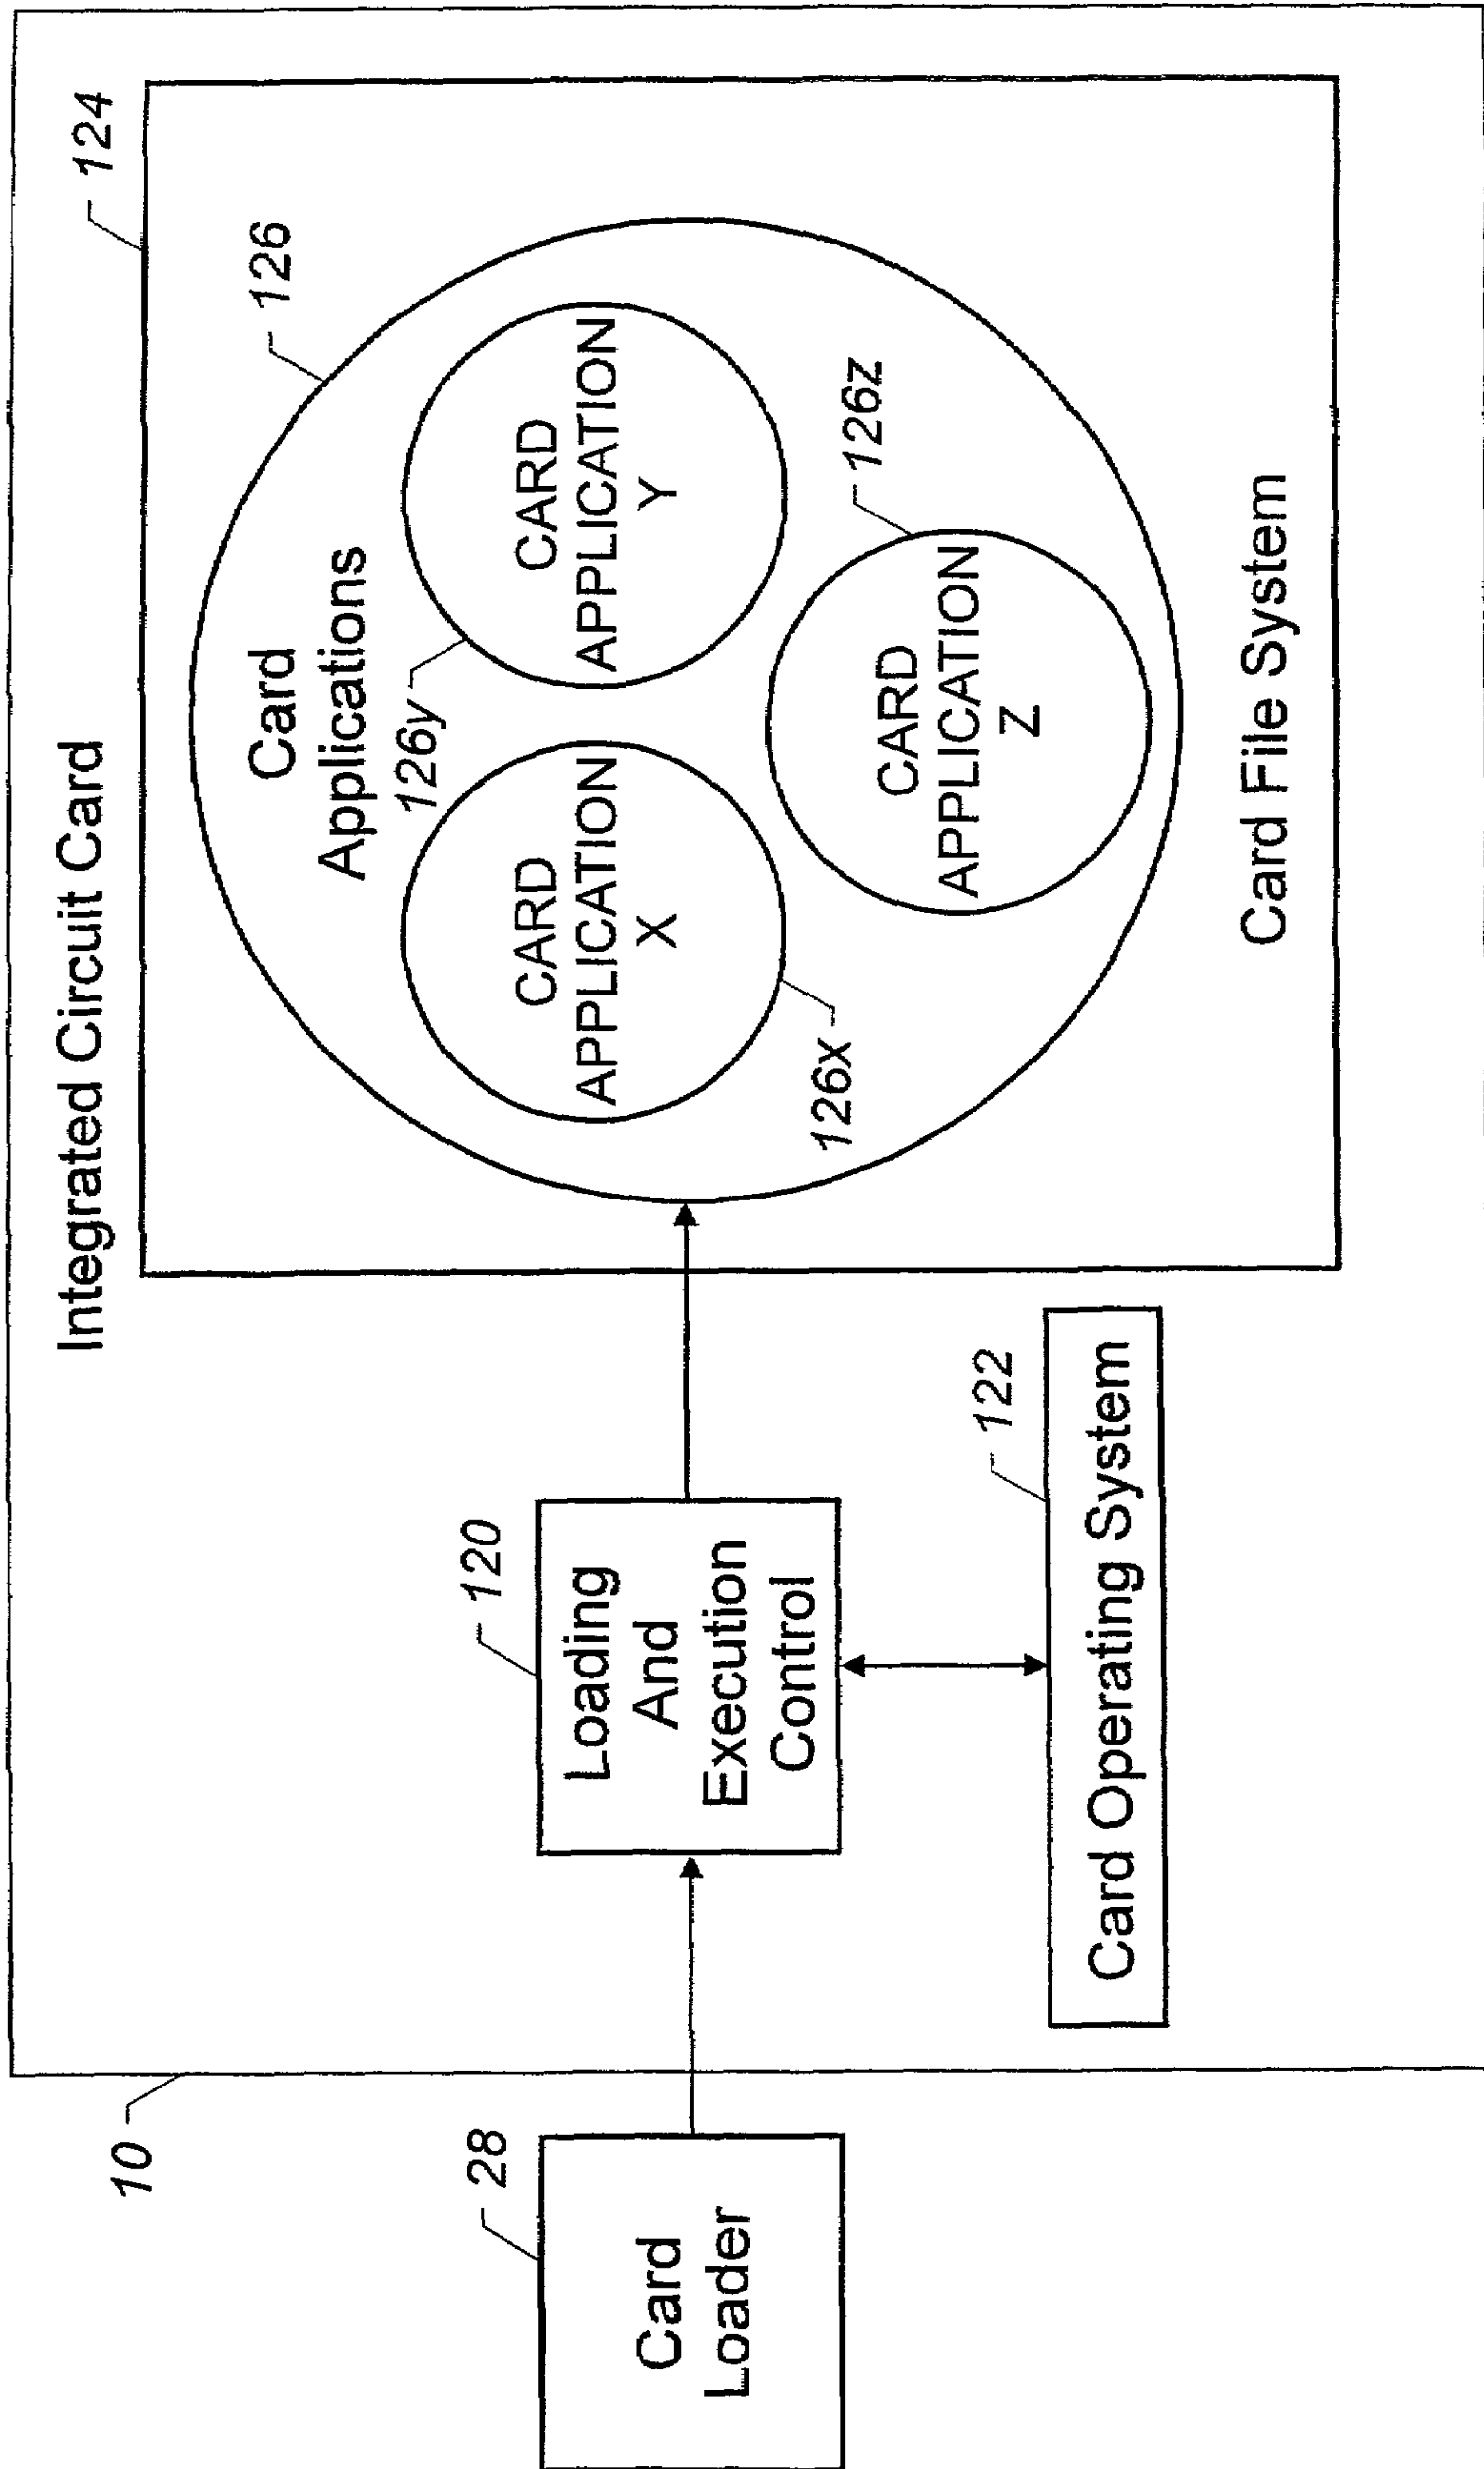 Integrated Circuit Card
124
126
Card
Applications
126y
CARD
APPLICATION
X
CARD
APPLICATION
Y
126x
126z
CARD
APPLICATION
Z
Card File System
10
28
Card
Loader
120
Loading
And
Execution
Control
122
Card Operating System